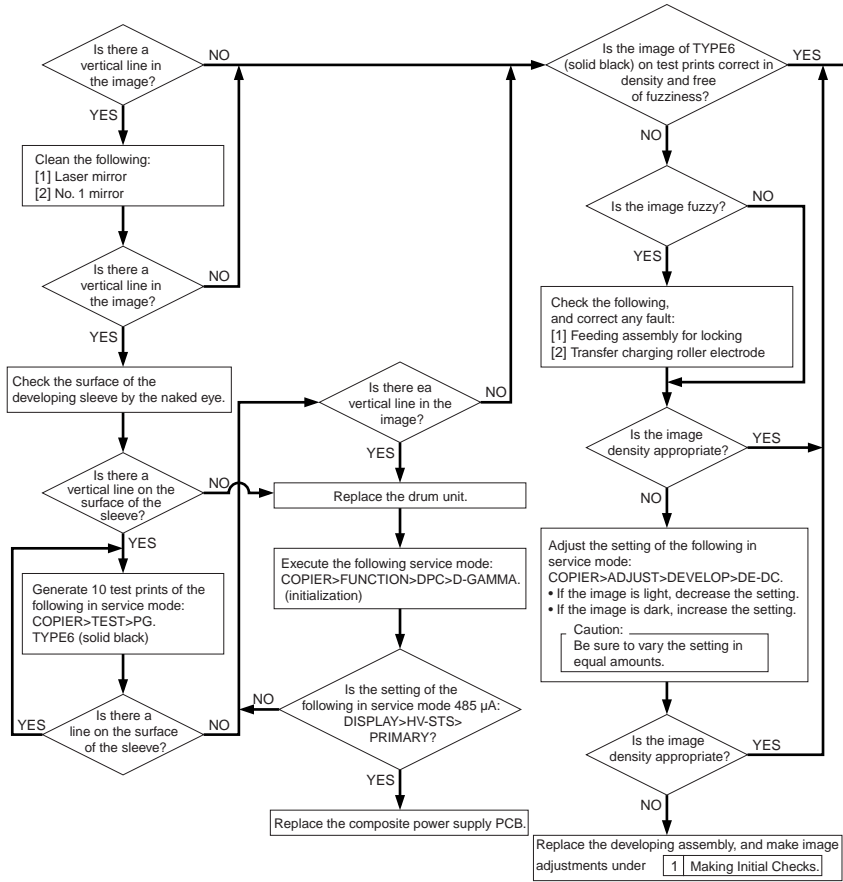 Is there a
vertical line in
the image?
NO
YES
Clean the following:
[1] Laser mirror
[2] No. 1 mirror
Is there a
vertical line in
the image?
NO
YES
Check the surface of the
developing sleeve by the naked eye.
Is there a
vertical line on the
surface of the
sleeve?
NO
YES
Generate 10 test prints of the
following in service mode:
COPIER>TEST>PG.
TYPE6 (solid black)
Is there a
line on the surface
of the sleeve?
YES
NO
Is there ea
vertical line in the
image?
NO
YES
Replace the drum unit.
Execute the following service mode:
COPIER>FUNCTION>DPC>D-GAMMA.
(initialization)
Is the setting of the
following in service mode 485 µA:
DISPLAY>HV-STS>
PRIMARY?
NO
YES
Replace the composite power supply PCB.
Is the image of TYPE6
(solid black) on test prints correct in
density and free
of fuzziness?
YES
NO
Is the image fuzzy?
NO
YES
Check the following,
and correct any fault:
[1] Feeding assembly for locking
[2] Transfer charging roller electrode
Is the image
density appropriate?
YES
NO
Adjust the setting of the following in
service mode:
COPIER>ADJUST>DEVELOP>DE-DC.
• If the image is light, decrease the setting.
• If the image is dark, increase the setting.
Caution:
Be sure to vary the setting in
equal amounts.
Is the image
density appropriate?
YES
NO
Replace the developing assembly, and make image
adjustments under 1 Making Initial Checks.